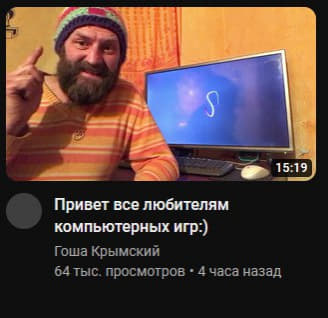 15:19
Привет все любителям
компьютерных игр:)
Гоша Крымский
64 тыс. просмотров • 4 часа назад